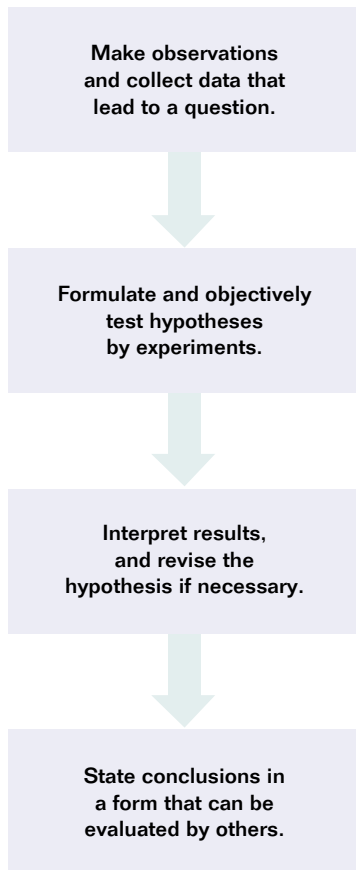 Make observations
and collect data that
lead to a question.
Formulate and objectively
test hypotheses
by experiments.
Interpret results,
and revise the
hypothesis if necessary.
State conclusions in
a form that can be
evaluated by others.